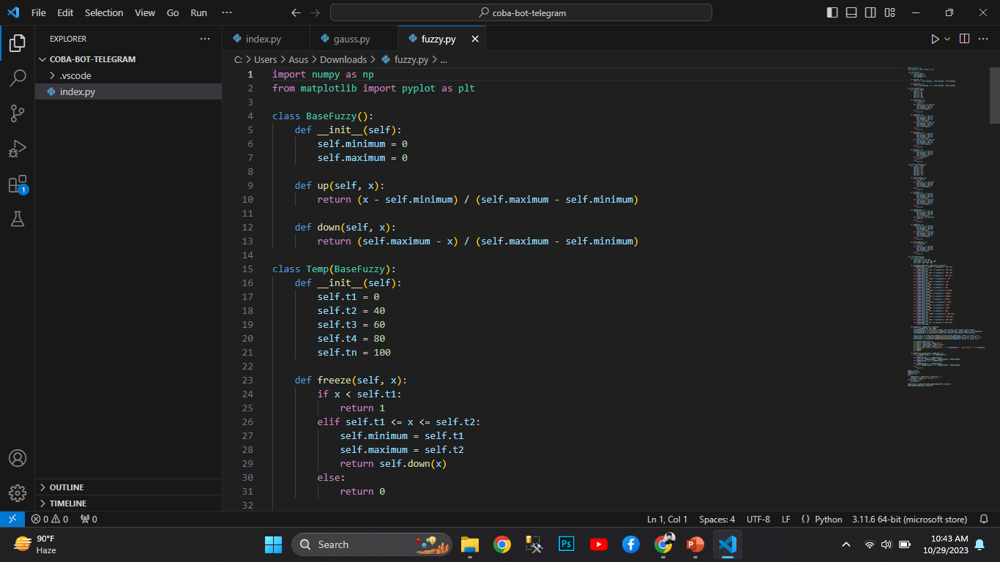 File Edit Selection View Go Run ··· coba-bot-telegram
EXPLORER ···
index.py gauss.py fuzzy.py
COBA-BOT-TELEGRAM
.vscode
index.py
C: > Users > Asus > Downloads > fuzzy.py > ...
1 import numpy as np
2 from matplotlib import pyplot as plt
3
4 class BaseFuzzy():
5 def __init__(self):
6 self.minimum = 0
7 self.maximum = 0
8
9 def up(self, x):
10 return (x - self.minimum) / (self.maximum - self.minimum)
11
12 def down(self, x):
13 return (self.maximum - x) / (self.maximum - self.minimum)
14
15 class Temp(BaseFuzzy):
16 def __init__(self):
17 self.t1 = 0
18 self.t2 = 40
19 self.t3 = 60
20 self.t4 = 80
21 self.tn = 100
22
23 def freeze(self, x):
24 if x < self.t1:
25 return 1
26 elif self.t1 <= x <= self.t2:
27 self.minimum = self.t1
28 self.maximum = self.t2
29 return self.down(x)
30 else:
31 return 0
32
1
OUTLINE
TIMELINE
0 0 0 Ln 1, Col 1 Spaces: 4 UTF-8 LF {} Python 3.11.6 64-bit (microsoft store)
90°F
Haze
Search
Ps
P
10:43 AM
10/29/2023